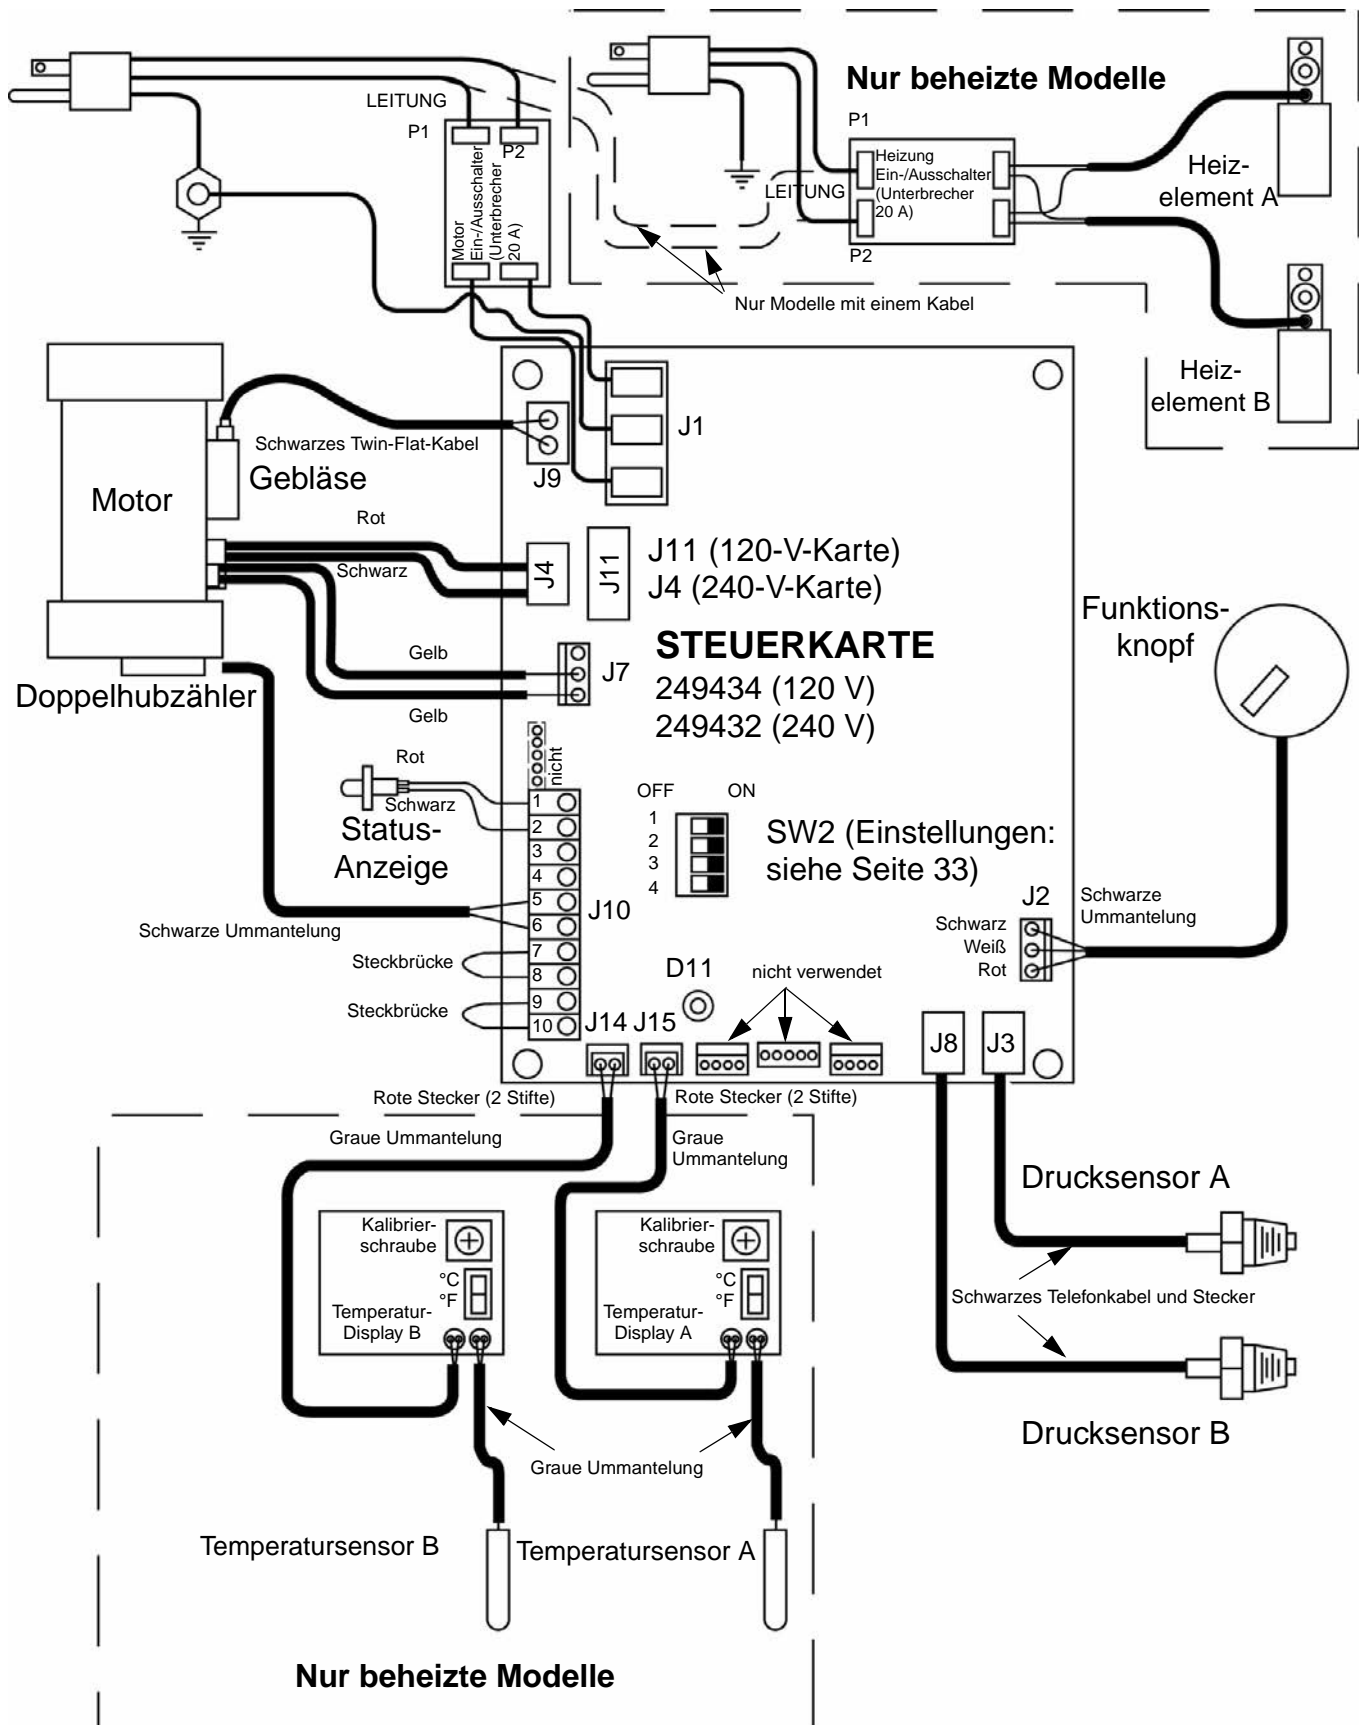 Nur beheizte Modelle
LEITUNG
P1
P2
Motor
Ein-/Ausschalter
(Unterbrecher
20 A)
P1
Heizung
Ein-/Ausschalter
(Unterbrecher
20 A)
LEITUNG
P2
Heiz-
element A
Nur Modelle mit einem Kabel
Heiz-
element B
Schwarzes Twin-Flat-Kabel
J9
J1
Gebläse
Motor
Rot
Schwarz
J4
J11
J11 (120-V-Karte)
J4 (240-V-Karte)
STEUERKARTE
249434 (120 V)
249432 (240 V)
Gelb
J7
Gelb
Doppelhubzähler
Funktions-
knopf
nicht
Rot
Schwarz
Status-
Anzeige
1
2
3
4
5
6
7
8
9
10
J10
OFF
ON
1
2
3
4
SW2 (Einstellungen:
siehe Seite 33)
J2
Schwarze
Ummantelung
Schwarz
Weiß
Rot
Schwarze Ummantelung
Steckbrücke
Steckbrücke
D11
nicht verwendet
J14
J15
J8
J3
Rote Stecker (2 Stifte)
Rote Stecker (2 Stifte)
Graue Ummantelung
Graue
Ummantelung
Drucksensor A
Kalibrier-
schraube
°C
°F
Temperatur-
Display B
Kalibrier-
schraube
°C
°F
Temperatur-
Display A
Schwarzes Telefonkabel und Stecker
Drucksensor B
Graue Ummantelung
Temperatursensor B
Temperatursensor A
Nur beheizte Modelle